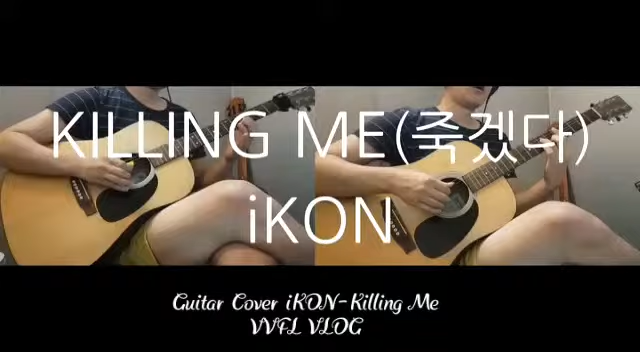 KILLING ME(죽겠다)
iKON
Guitar Cover iKON-Killing Me
VVFL VLOG